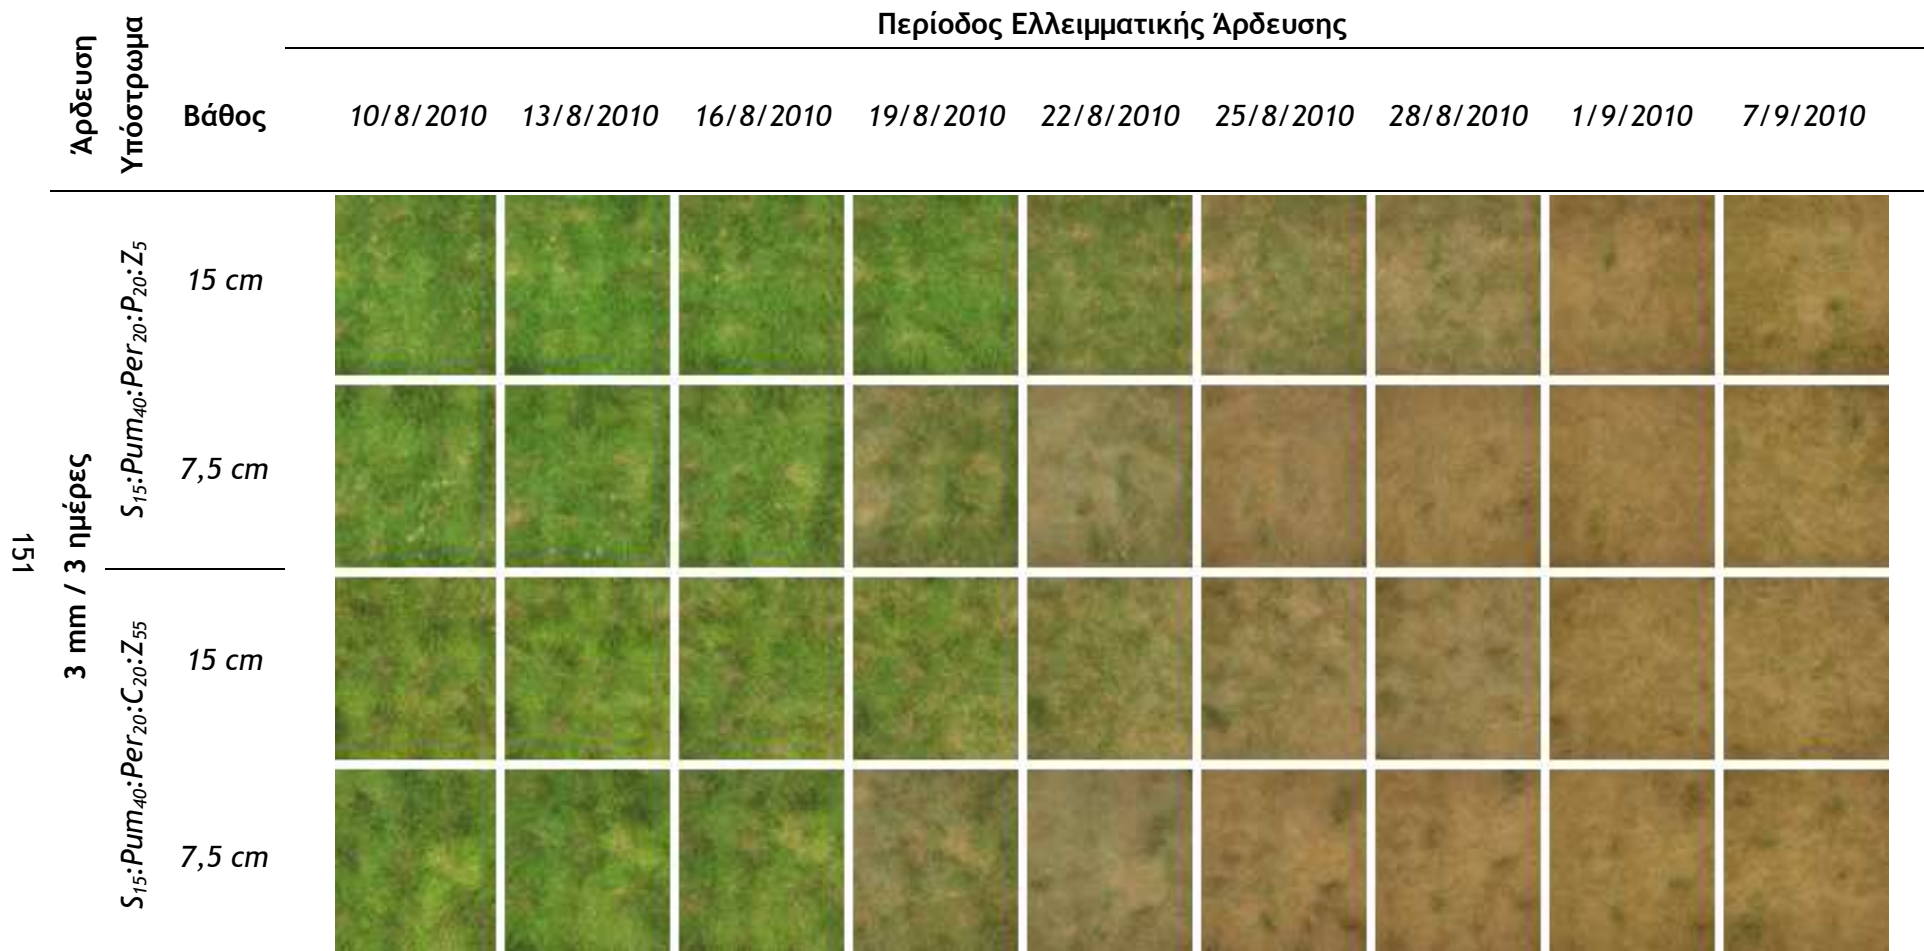 Περίοδος Ελλειμματικής Άρδευσης
Άρδευση
Υπόστρωμα
Βάθος
10/8/2010 13/8/2010 16/8/2010 19/8/2010 22/8/2010 25/8/2010 28/8/2010 1/9/2010 7/9/2010
3 mm / 3 ημέρες
S15:Pum40:Per20:P20:Z5
15 cm
7,5 cm
S15:Pum40:Per20:C20:Z55
15 cm
7,5 cm
151